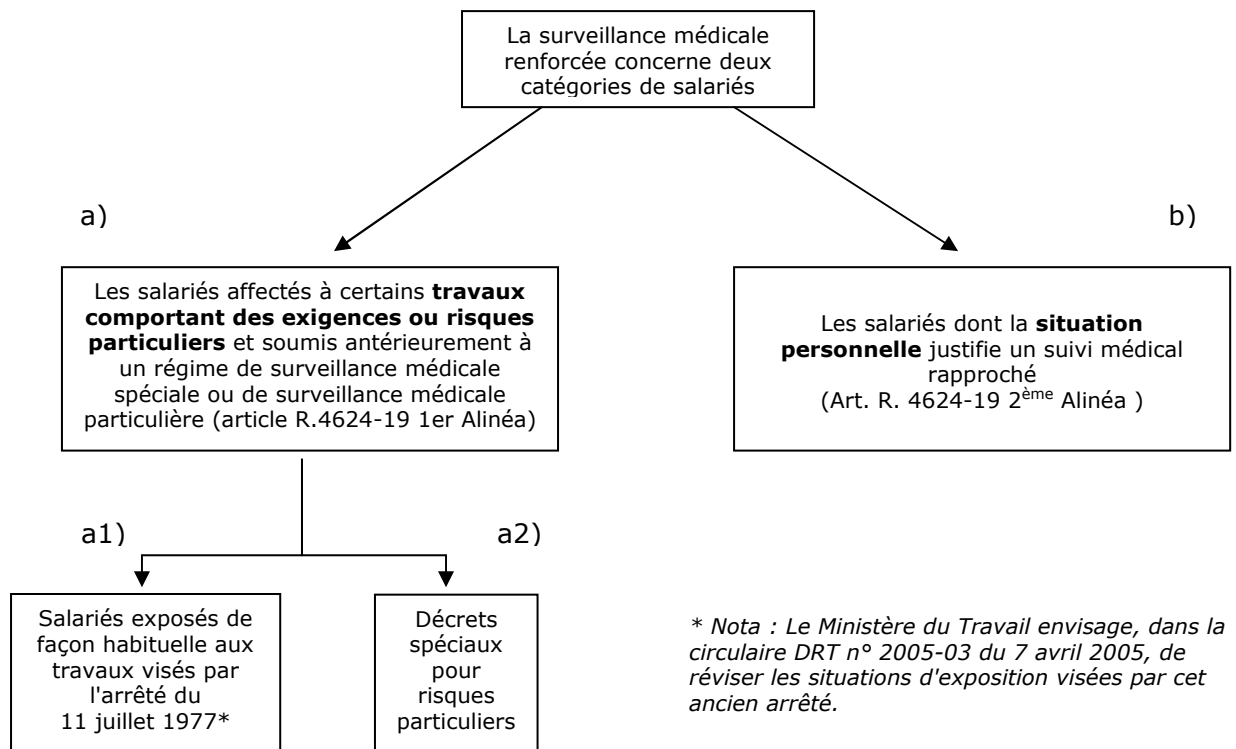 La surveillance médicale
renforcée concerne deux
catégories de salariés
a)
b)
Les salariés affectés à certains travaux
comportant des exigences ou risques
particuliers et soumis antérieurement à
un régime de surveillance médicale
spéciale ou de surveillance médicale
particulière (article R.4624-19 1er Alinéa)
Les salariés dont la situation
personnelle justifie un suivi médical
rapproché
(Art. R. 4624-19 2ème Alinéa )
a1)
a2)
Salariés exposés de
façon habituelle aux
travaux visés par
l'arrêté du
11 juillet 1977*
Décrets
spéciaux
pour
risques
particuliers
* Nota : Le Ministère du Travail envisage, dans la
circulaire DRT n° 2005-03 du 7 avril 2005, de
réviser les situations d'exposition visées par cet
ancien arrêté.